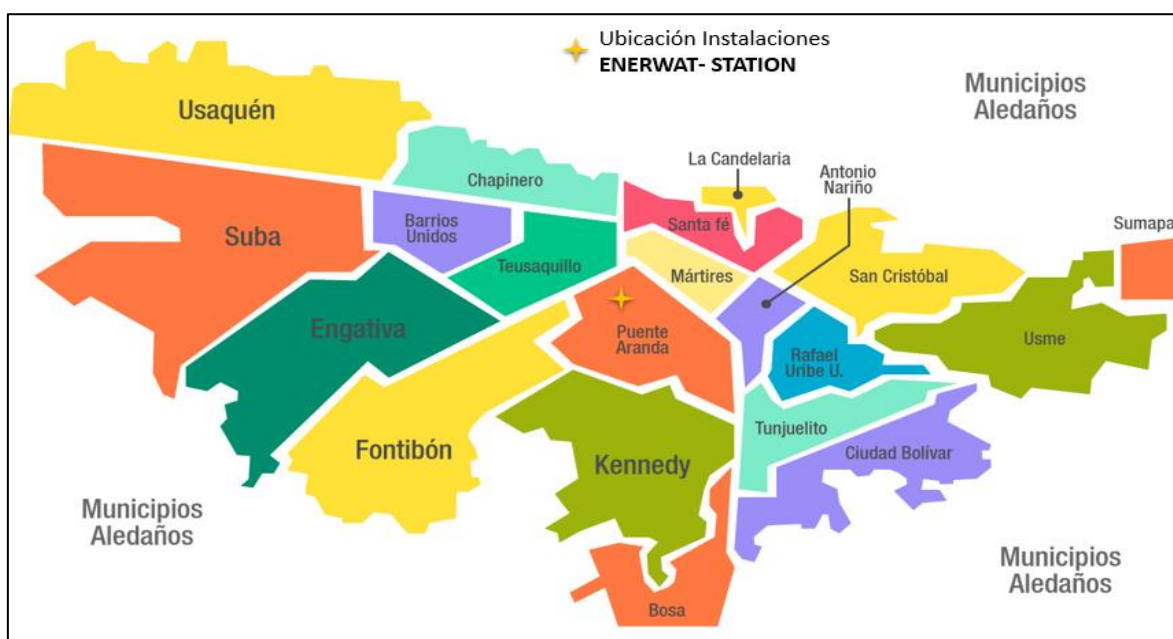 Ubicación Instalaciones
ENERWAT- STATION
Municipios
Aledaños
Usaquén
Chapinero
La Candelaria
Antonio
Nariño
Suba
Barrios
Unidos
Santa fé
Sumapa
Teusaquillo
Mártires
San Cristóbal
Engativa
Puente
Aranda
Rafael
Uribe U.
Usme
Fontibón
Kennedy
Tunjuelito
Ciudad Bolívar
Municipios
Aledaños
Municipios
Aledaños
Bosa